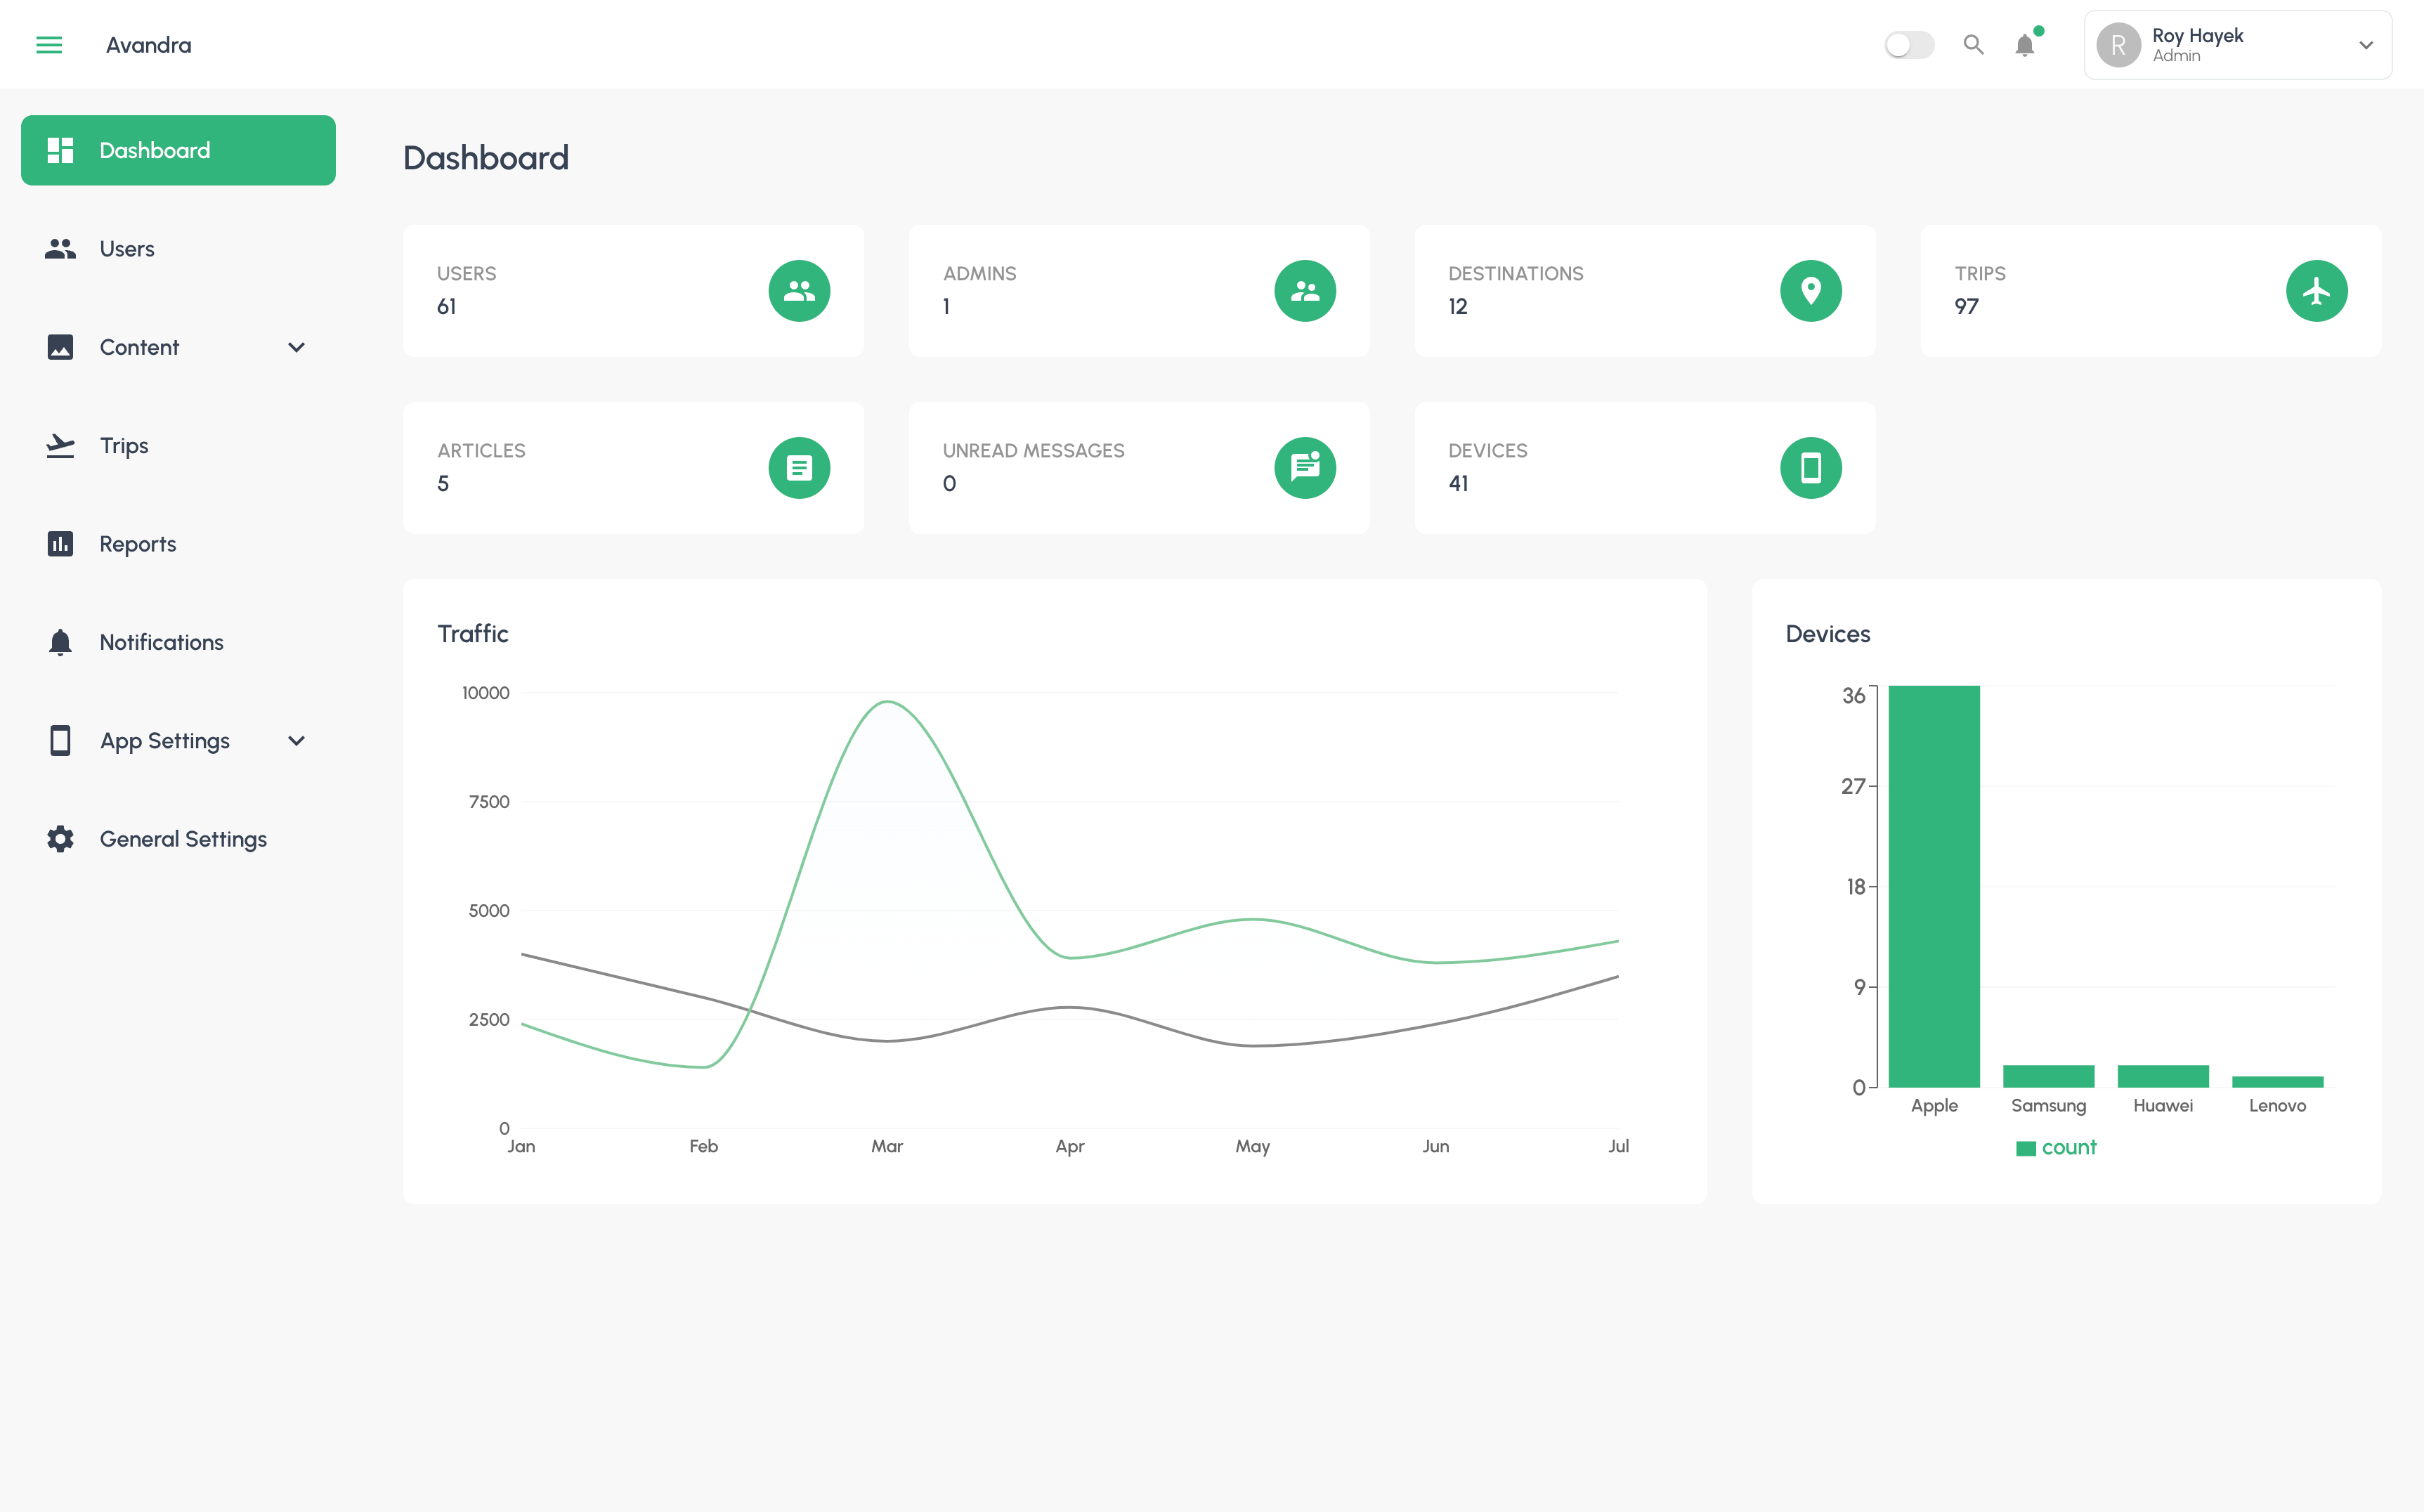 Avandra
R
Roy Hayek
Admin
Dashboard
Users
Content
Trips
Reports
Notifications
App Settings
General Settings
Dashboard
USERS
61
ADMINS
1
DESTINATIONS
12
TRIPS
97
ARTICLES
5
UNREAD MESSAGES
0
DEVICES
41
Traffic
10000
7500
5000
2500
0
Jan Feb Mar Apr May Jun Jul
Devices
36
27
18
9
0
Apple Samsung Huawei Lenovo
count